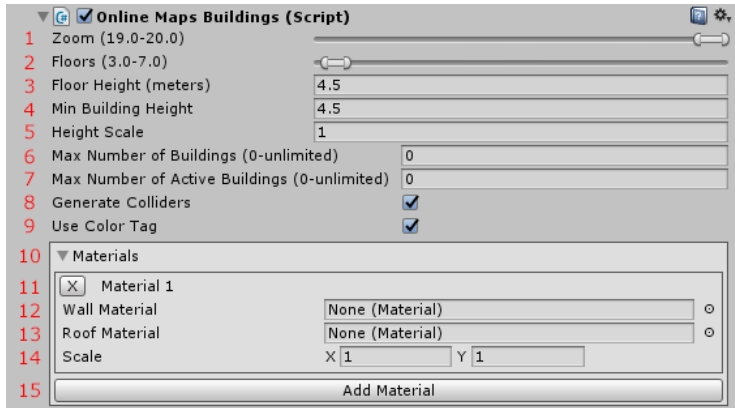 Online Maps Buildings (Script)
1 Zoom (19.0-20.0)
2 Floors (3.0-7.0)
3 Floor Height (meters) 4.5
4 Min Building Height 4.5
5 Height Scale 1
6 Max Number of Buildings (0-unlimited) 0
7 Max Number of Active Buildings (0-unlimited) 0
8 Generate Colliders
9 Use Color Tag
10 Materials
11 X Material 1
12 Wall Material None (Material)
13 Roof Material None (Material)
14 Scale X 1 Y 1
15 Add Material